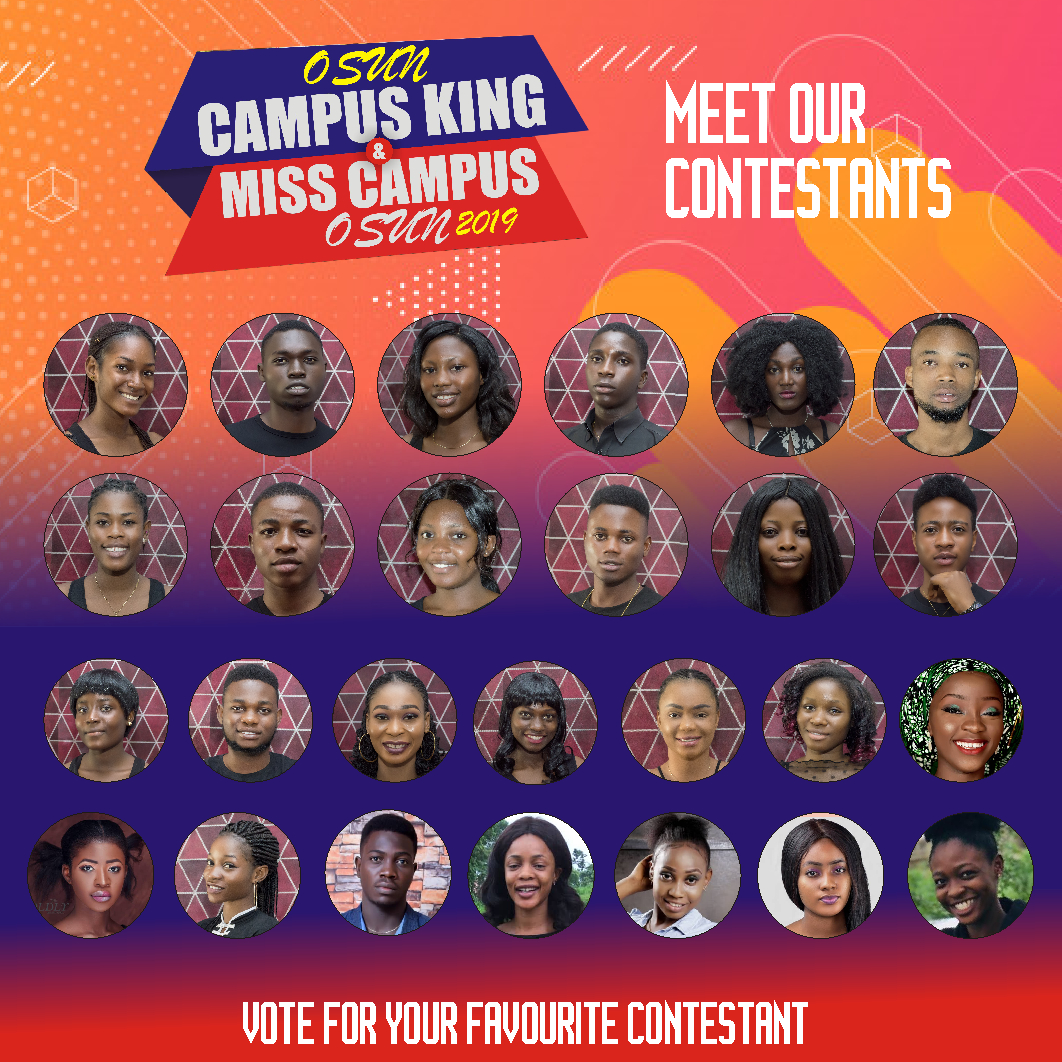 OSUN
CAMPUS KING
&
MISS CAMPUS
OSUN 2019
MEET OUR
CONTESTANTS
VOTE FOR YOUR FAVOURITE CONTESTANT